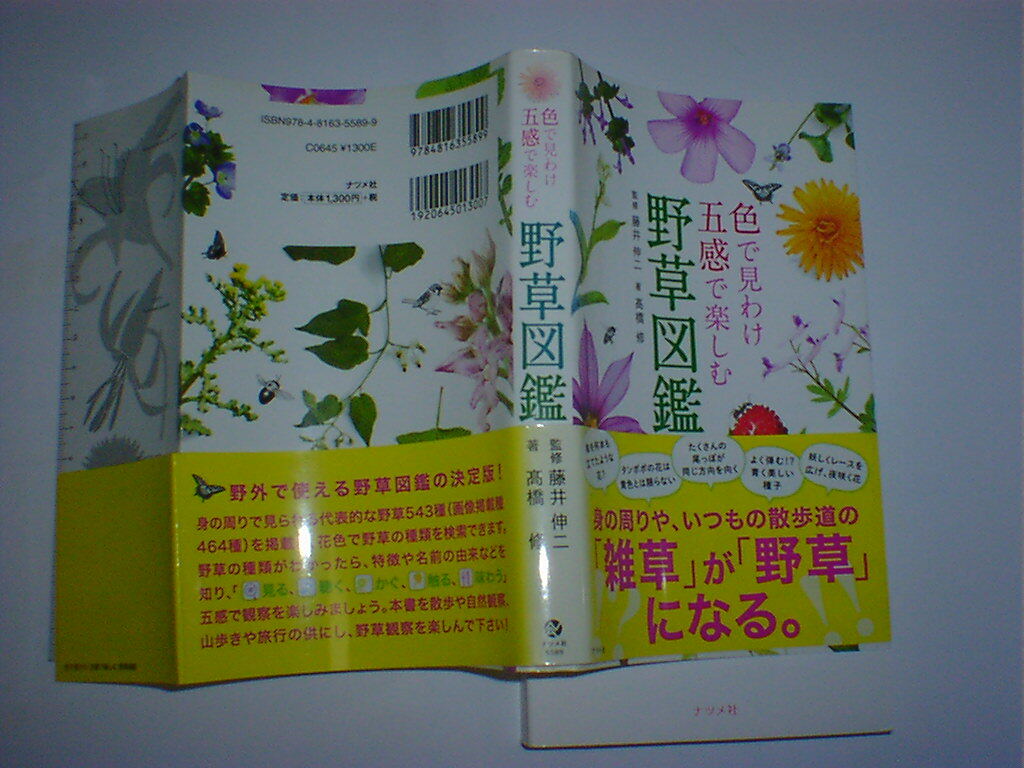 ISBN978-4-8163-5589-9
C0645 ¥1300E
ナツメ社
定価:本体1,300円+税
9784816355899
1920645013007
野外で使える野草図鑑の決定版!
身の周りで見られる代表的な野草543種(画像掲載種
464種)を掲載 花色で野草の種類を検索できます。
野草の種類がわかったら、特徴や名前の由来などを
知り、「見る、聴く、かぐ、触る、味わう」
五感で観察を楽しみましょう。本書を散歩や自然観察、
山歩きや旅行の供にし、野草観察を楽しんで下さい!
色で見わけ
五感で楽しむ
野草図鑑
監修 藤井 伸二
著 髙橋 修
ナツメ社
5589
色で見わけ
五感で楽しむ
野草図鑑
監修 藤井 伸二 著 髙橋 修
タンポポの花は
黄色とは限らない
たくさんの
尾っぽが
同じ方向を向く
よく弾む!?
青く美しい
種子
妖しくレースを
広げ、夜咲く花
身の周りや、いつもの散歩道の
「雑草」が「野草」
になる。
ナツメ社
ナツメ社